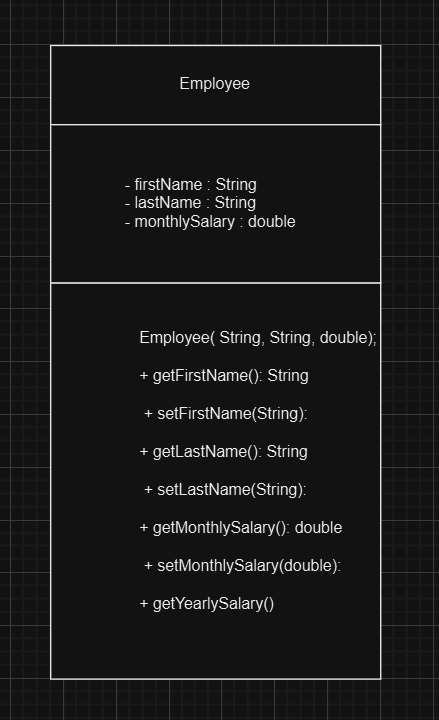 Employee
- firstName : String
- lastName : String
- monthlySalary : double
Employee( String, String, double);
+ getFirstName(): String
+ setFirstName(String):
+ getLastName(): String
+ setLastName(String):
+ getMonthlySalary(): double
+ setMonthlySalary(double):
+ getYearlySalary()